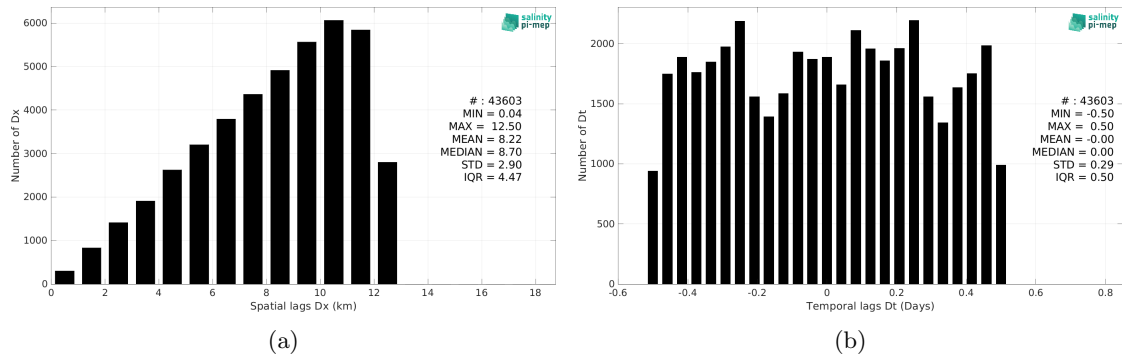 6000
5000
4000
3000
2000
1000
0
Number of Dx
0 2 4 6 8 10 12 14 16 18
Spatial lags Dx (km)
salinity
pi-mep
# : 43603
MIN = 0.04
MAX = 12.50
MEAN = 8.22
MEDIAN = 8.70
STD = 2.90
IQR = 4.47
(a)
2000
1500
1000
500
0
Number of Dt
-0.6 -0.4 -0.2 0 0.2 0.4 0.6 0.8
Temporal lags Dt (Days)
salinity
pi-mep
# : 43603
MIN = -0.50
MAX = 0.50
MEAN = -0.00
MEDIAN = 0.00
STD = 0.29
IQR = 0.50
(b)